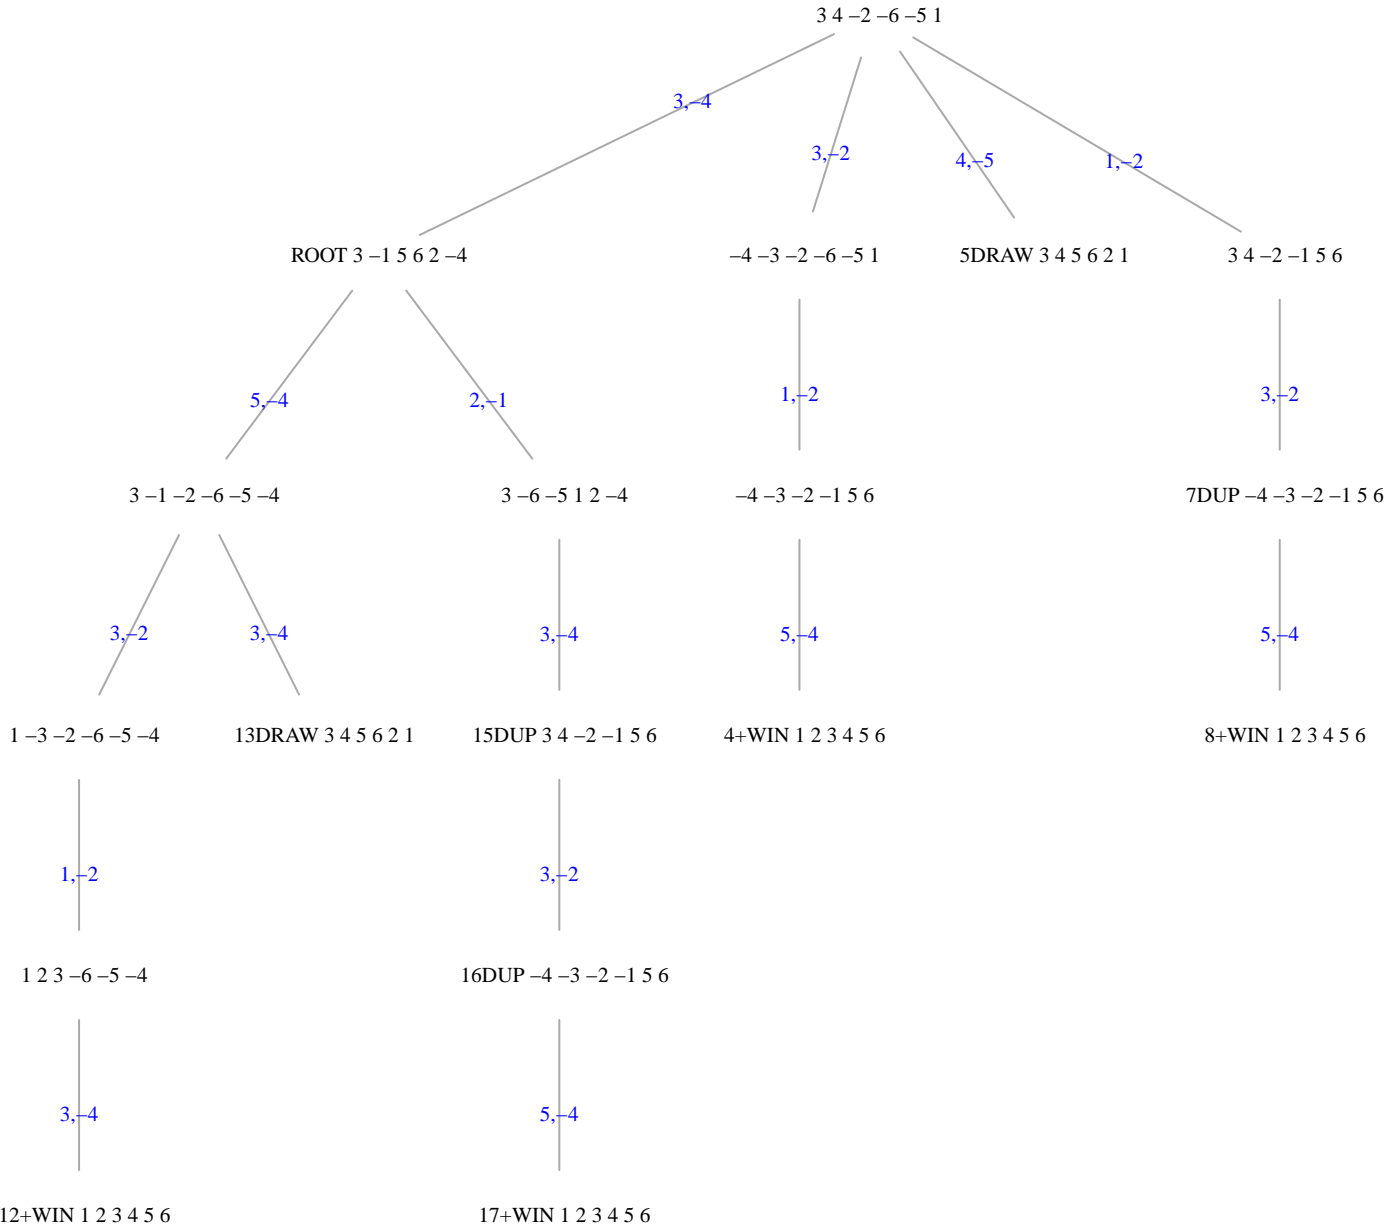 3 4 –2 –6 –5 1
3,–4
3,–2
4,–5
1,–2
ROOT 3 –1 5 6 2 –4
–4 –3 –2 –6 –5 1
5DRAW 3 4 5 6 2 1
3 4 –2 –1 5 6
5,–4
2,–1
1,–2
3,–2
3 –1 –2 –6 –5 –4
3 –6 –5 1 2 –4
–4 –3 –2 –1 5 6
7DUP –4 –3 –2 –1 5 6
3,–2
3,–4
3,–4
5,–4
5,–4
1 –3 –2 –6 –5 –4
13DRAW 3 4 5 6 2 1
15DUP 3 4 –2 –1 5 6
4+WIN 1 2 3 4 5 6
8+WIN 1 2 3 4 5 6
1,–2
3,–2
1 2 3 –6 –5 –4
16DUP –4 –3 –2 –1 5 6
3,–4
5,–4
12+WIN 1 2 3 4 5 6
17+WIN 1 2 3 4 5 6